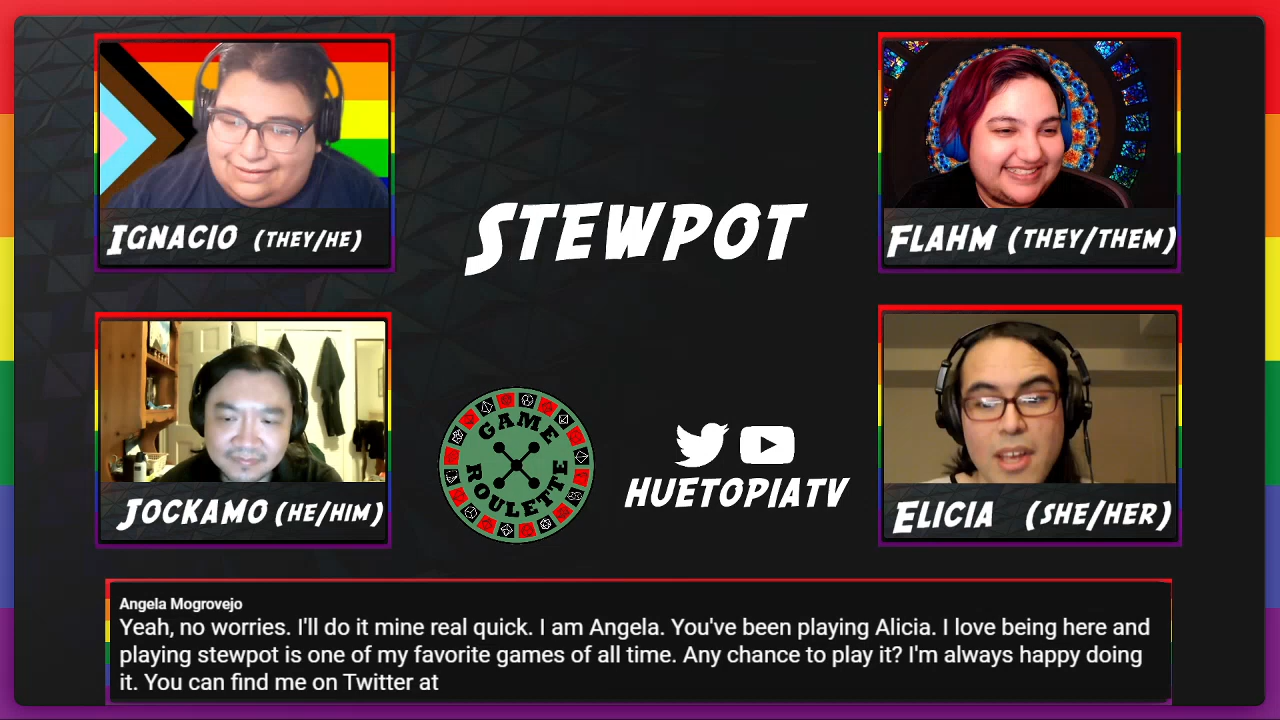 IGNACIO (THEY/HE)
STEWPOT
FLAHM (THEY/THEM)
JOCKAMO (HE/HIM)
GAME
ROULETTE
HUETOPIATV
ELICIA (SHE/HER)
Angela Mogrovejo
Yeah, no worries. I'll do it mine real quick. I am Angela. You've been playing Alicia. I love being here and
playing stewpot is one of my favorite games of all time. Any chance to play it? I'm always happy doing
it. You can find me on Twitter at